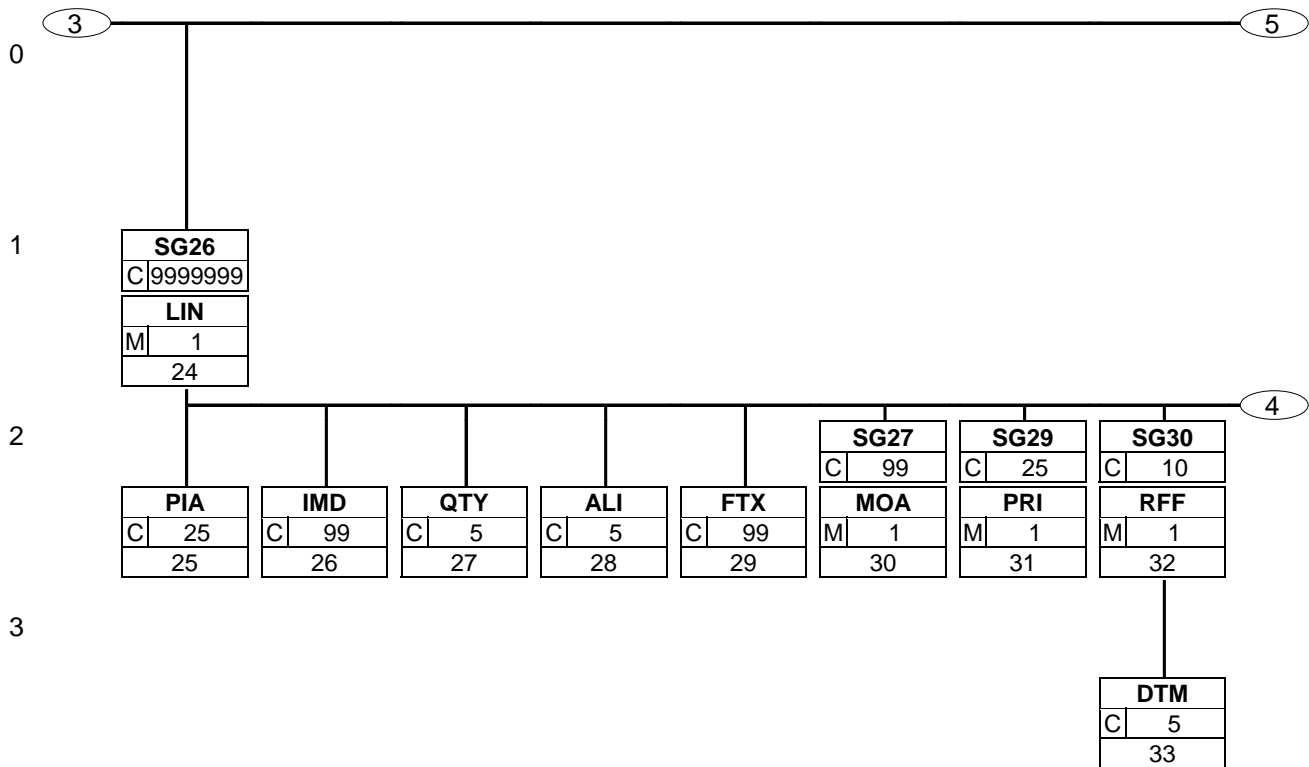 3 5
0
1
SG26
C 9999999
LIN
M 1
24
4
2
SG27 SG29 SG30
C 99 C 25 C 10
PIA IMD QTY ALI FTX MOA PRI RFF
C 25 C 99 C 5 C 5 C 99 M 1 M 1 M 1
25 26 27 28 29 30 31 32
3
DTM
C 5
33